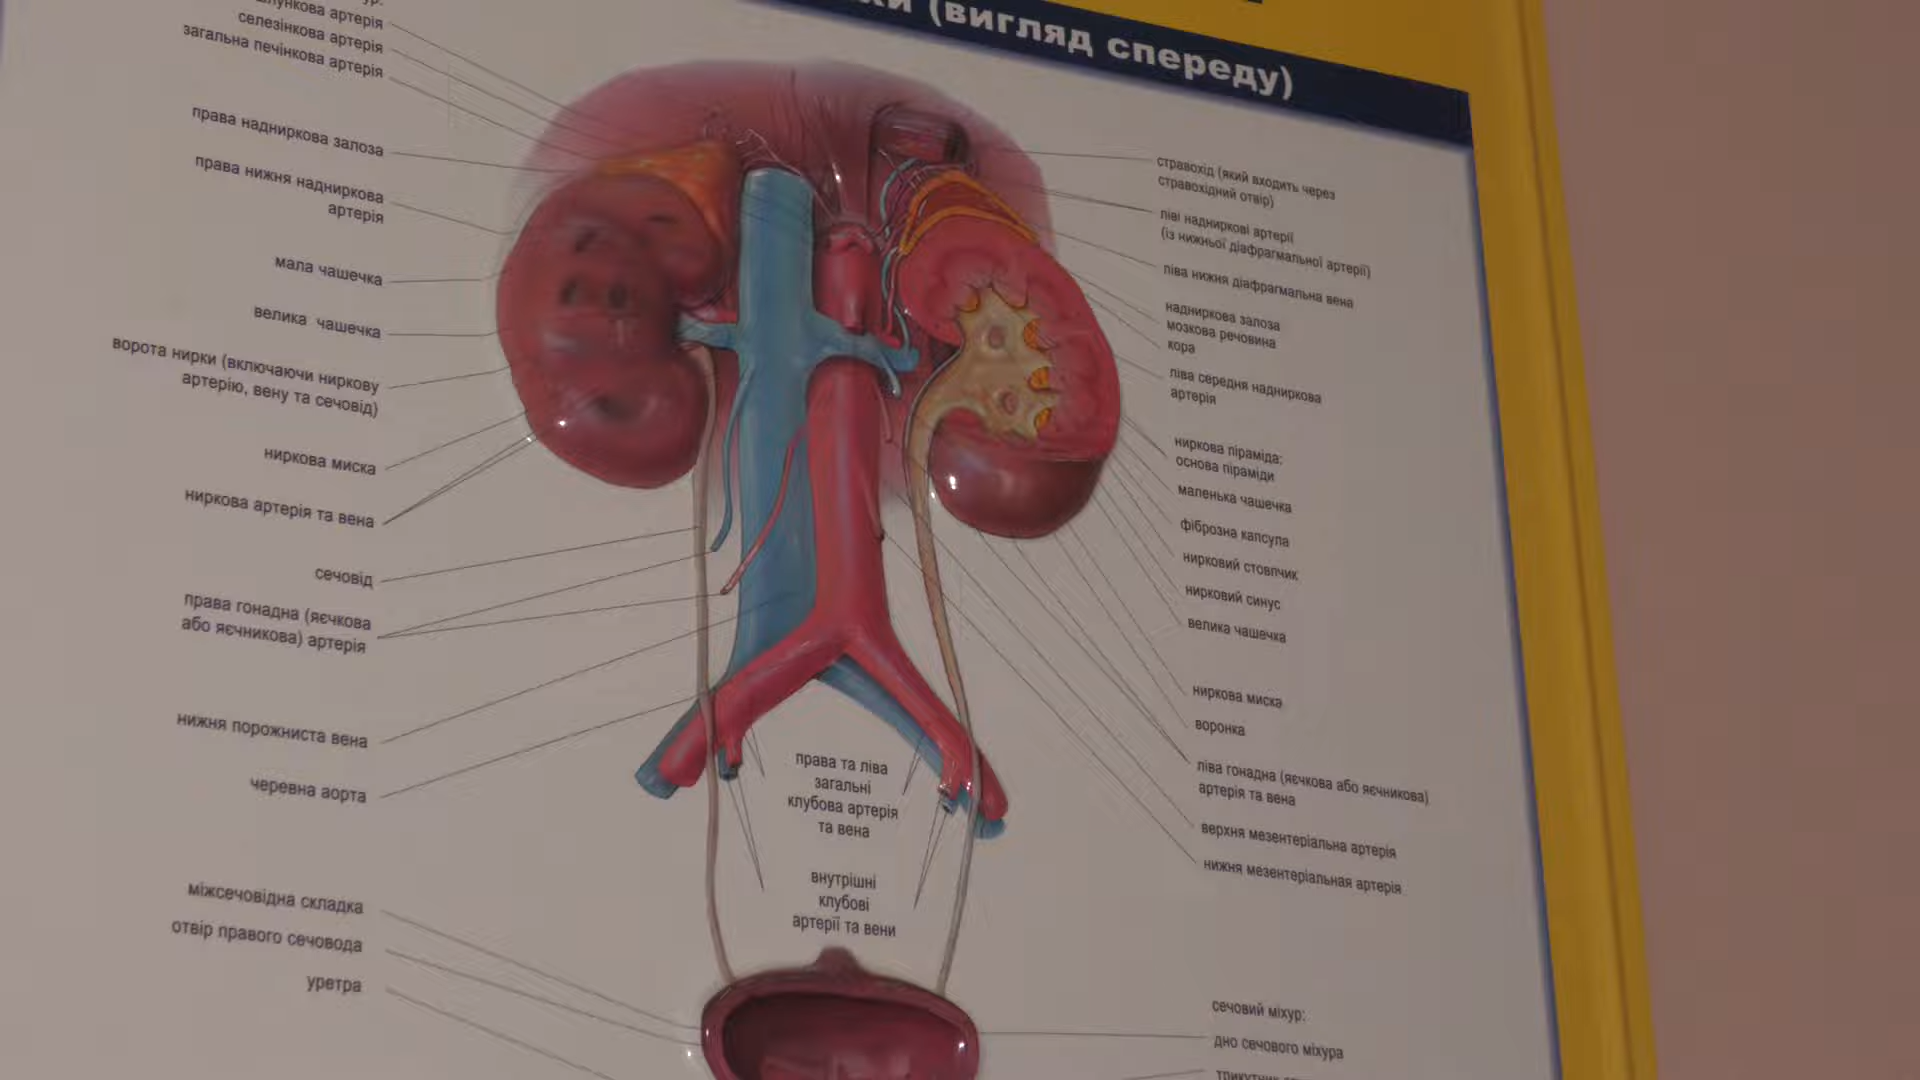 (вигляд спереду)
артерія
селезінкова артерія
загальна печінкова артерія
права надниркова залоза
права нижня надниркова
артерія
мала чашечка
велика чашечка
ворота нирки (включаючи ниркову
артерію, вену та сечовід)
ниркова миска
ниркова артерія та вена
сечовід
права гонадна (яєчкова
або яєчникова) артерія
нижня порожниста вена
черевна аорта
міжсечовідна складка
отвір правого сечовода
уретра
права та ліва
загальні
клубова артерія
та вена
внутрішні
клубові
артерії та вени
стравохід (який входить через
стравохідний отвір)
ліві надниркові артерії
(із нижньої діафрагмальної артерії)
ліва нижня діафрагмальна вена
надниркова залоза
мозкова речовина
кора
ліва середня надниркова
артерія
ниркова піраміда:
основа піраміди
маленька чашечка
фіброзна капсула
нирковий стовпчик
нирковий синус
велика чашечка
ниркова миска
воронка
ліва гонадна (яєчкова або яєчникова)
артерія та вена
верхня мезентеріальна артерія
нижня мезентеріальная артерія
сечовий міхур:
дно сечового міхура